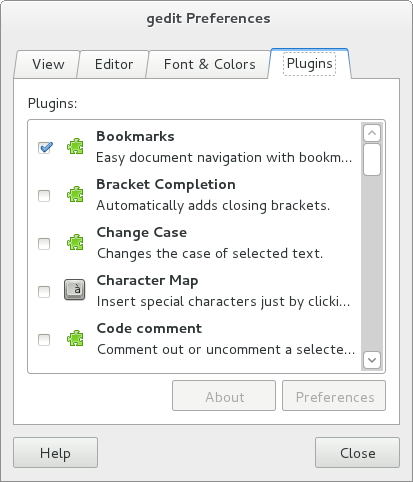 gedit Preferences
View Editor Font & Colors Plugins
Plugins:
Bookmarks
Easy document navigation with bookm...
Bracket Completion
Automatically adds closing brackets.
Change Case
Changes the case of selected text.
à
Character Map
Insert special characters just by clicki...
Code comment
Comment out or uncomment a selecte...
About Preferences
Help Close